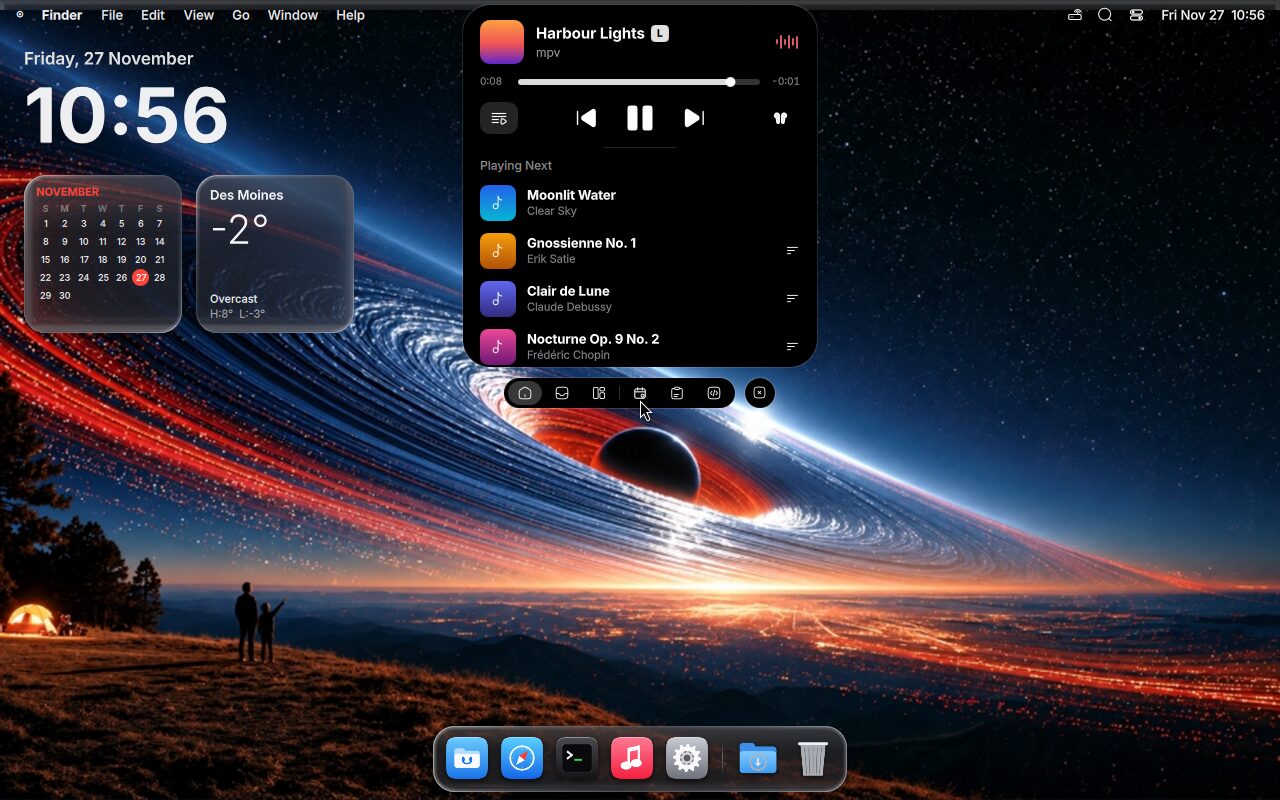 Finder File Edit View Go Window Help
Fri Nov 27 10:56
Friday, 27 November
10:56
NOVEMBER
S M T W T F S
1 2 3 4 5 6 7
8 9 10 11 12 13 14
15 16 17 18 19 20 21
22 23 24 25 26 27 28
29 30
Des Moines
-2°
Overcast
H:8° L:-3°
Harbour Lights L
mpv
0:08 -0:01
Playing Next
Moonlit Water
Clear Sky
Gnossienne No. 1
Erik Satie
Clair de Lune
Claude Debussy
Nocturne Op. 9 No. 2
Frédéric Chopin